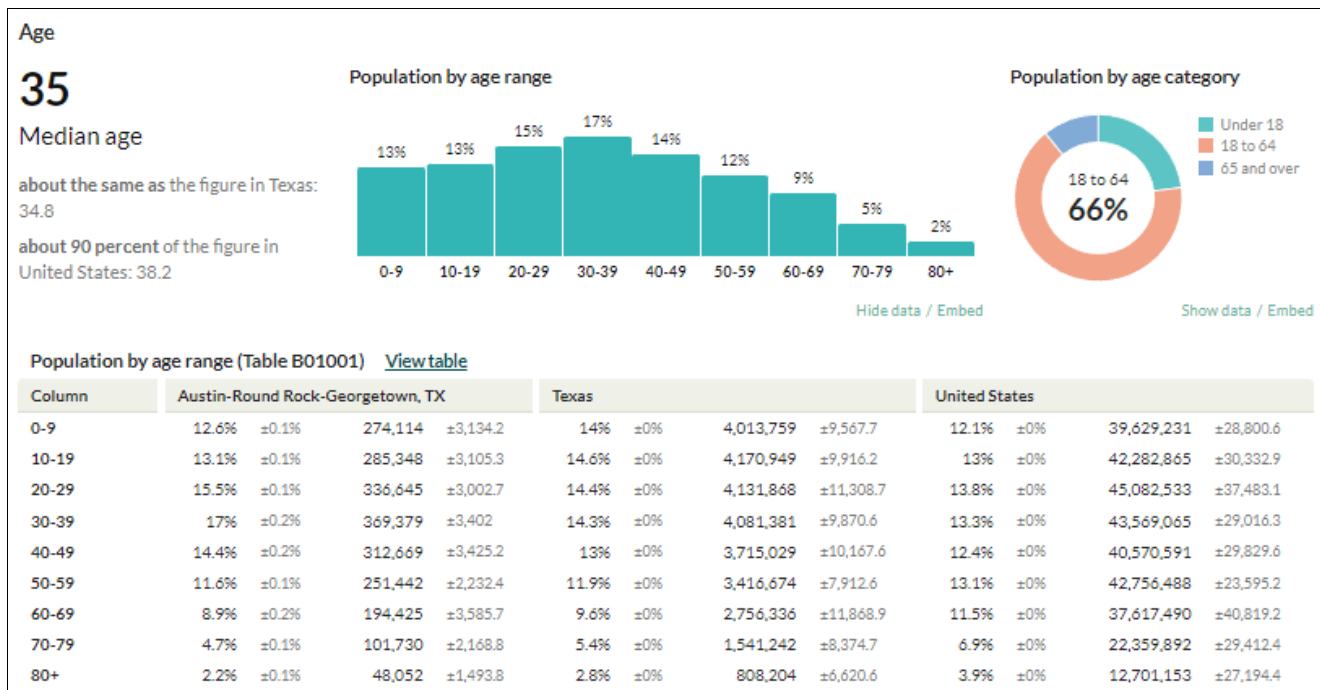 Age
35
Median age
about the same as the figure in Texas:
34.8
about 90 percent of the figure in
United States: 38.2
Population by age range
13% 13% 15% 17% 14% 12% 9% 5% 2%
0-9 10-19 20-29 30-39 40-49 50-59 60-69 70-79 80+
Hide data / Embed
Population by age category
18 to 64
66%
Under 18
18 to 64
65 and over
Show data / Embed
Population by age range (Table B01001) View table
Column Austin-Round Rock-Georgetown, TX Texas United States
0-9 12.6% ±0.1% 274,114 ±3,134.2 14% ±0% 4,013,759 ±9,567.7 12.1% ±0% 39,629,231 ±28,800.6
10-19 13.1% ±0.1% 285,348 ±3,105.3 14.6% ±0% 4,170,949 ±9,916.2 13% ±0% 42,282,865 ±30,332.9
20-29 15.5% ±0.1% 336,645 ±3,002.7 14.4% ±0% 4,131,868 ±11,308.7 13.8% ±0% 45,082,533 ±37,483.1
30-39 17% ±0.2% 369,379 ±3,402 14.3% ±0% 4,081,381 ±9,870.6 13.3% ±0% 43,569,065 ±29,016.3
40-49 14.4% ±0.2% 312,669 ±3,425.2 13% ±0% 3,715,029 ±10,167.6 12.4% ±0% 40,570,591 ±29,829.6
50-59 11.6% ±0.1% 251,442 ±2,232.4 11.9% ±0% 3,416,674 ±7,912.6 13.1% ±0% 42,756,488 ±23,595.2
60-69 8.9% ±0.2% 194,425 ±3,585.7 9.6% ±0% 2,756,336 ±11,868.9 11.5% ±0% 37,617,490 ±40,819.2
70-79 4.7% ±0.1% 101,730 ±2,168.8 5.4% ±0% 1,541,242 ±8,374.7 6.9% ±0% 22,359,892 ±29,412.4
80+ 2.2% ±0.1% 48,052 ±1,493.8 2.8% ±0% 808,204 ±6,620.6 3.9% ±0% 12,701,153 ±27,194.4